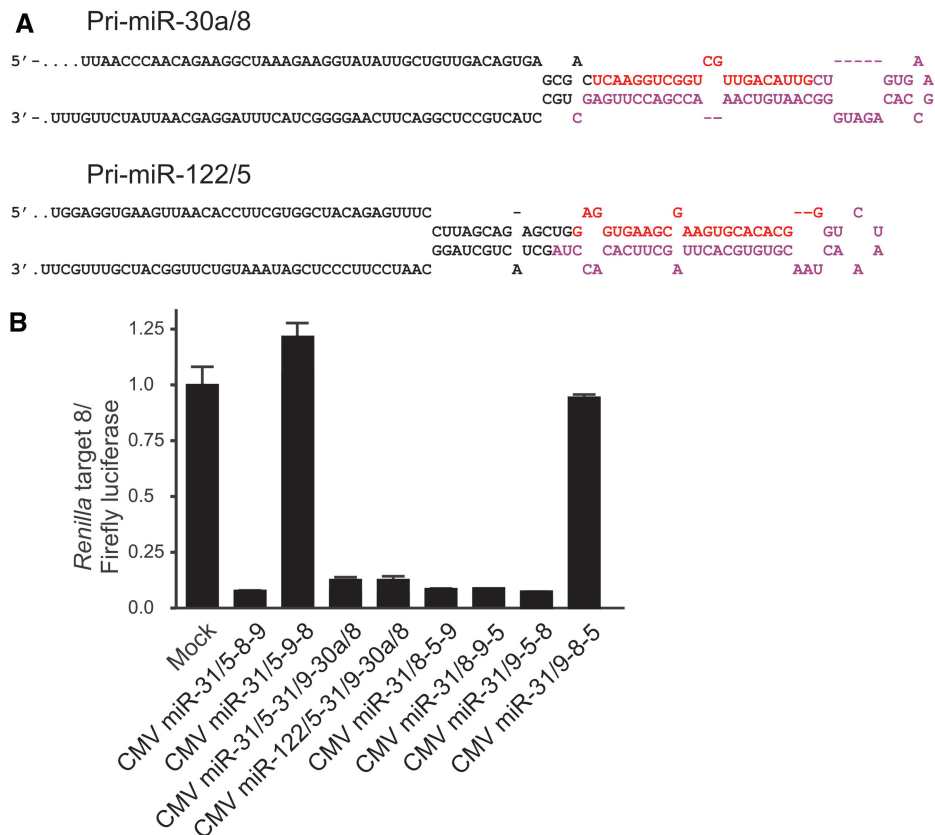 A
Pri-miR-30a/8
5′-....UUAACCCAACAGAAGGCUAAAGAAGGUAUAUUGCUGUUGACAGUGA A CG ----- A
GCG CUCAAGGUCGGU UUGACAUUGCU GUG A
CGU GAGUUCCAGCCA AACUGUAACGG CAC G
3′-.UUUGUUCUAUUAACGAGGAUUUCAUCGGGGAACUUCAGGCUCCGUCAUC C -- GUAGA C
Pri-miR-122/5
5′..UGGAGGUGAAGUUAACACCUUCGUGGCUACAGAGUUUC - AG G --G C
CUUAGCAG AGCUGG GUGAAGC AAGUGCACACG GU U
GGAUCGUC UCGAUC CACUUCG UUCACGUGUGC CA A
3′.UUCGUUUGCUACGGUUCUGUAAAUAGCUCCCUUCCUAAC A CA A AAU A
B
Renilla target 8/
Firefly luciferase
1.25
1.0
0.75
0.5
0.25
0.0
Mock
CMV miR-31/5-8-9
CMV miR-31/5-9-8
CMV miR-31/5-31/9-30a/8
CMV miR-122/5-31/9-30a/8
CMV miR-31/8-5-9
CMV miR-31/8-9-5
CMV miR-31/9-5-8
CMV miR-31/9-8-5